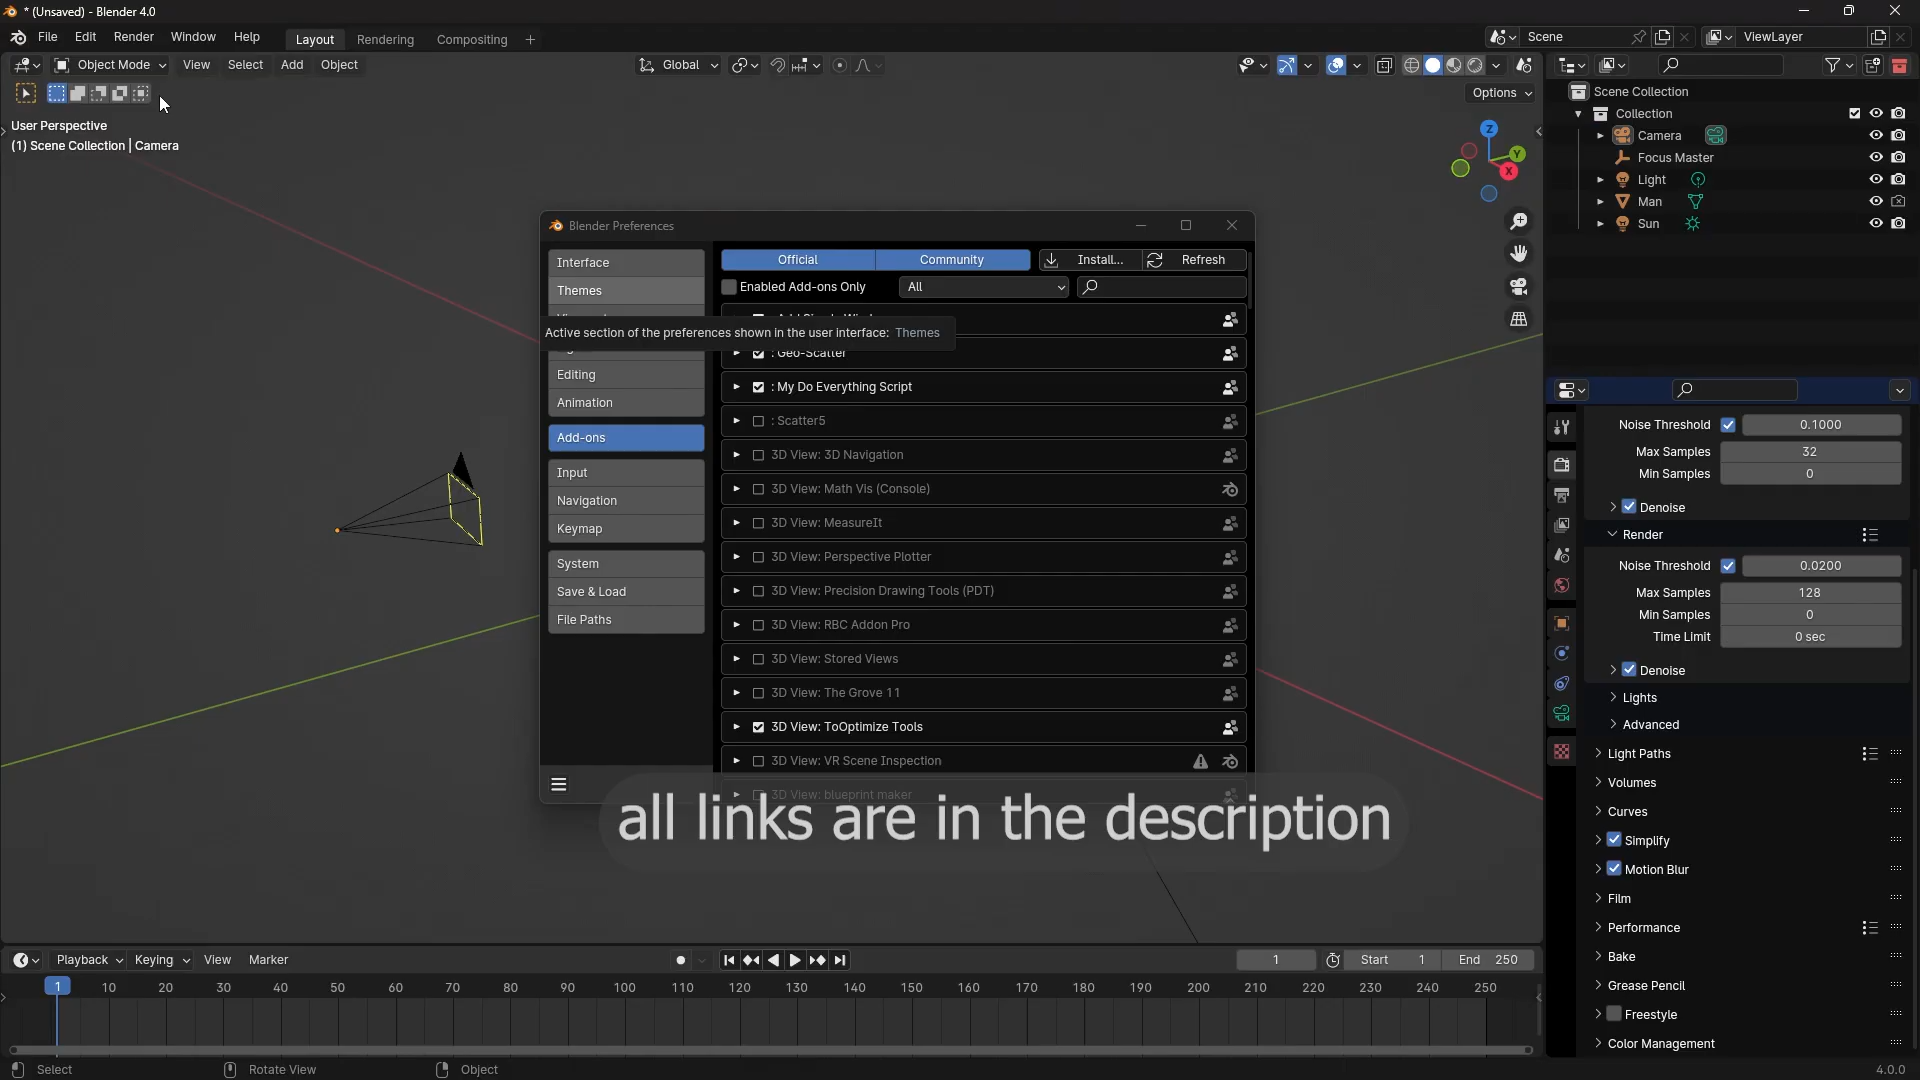 * (Unsaved) - Blender 4.0
File Edit Render Window Help Layout Rendering Compositing + Scene ViewLayer
Object Mode View Select Add Object Global
Options
User Perspective
(1) Scene Collection | Camera
Z Y X
Scene Collection
Collection
Camera
Focus Master
Light
Man
Sun
Blender Preferences
Interface
Themes
Editing
Animation
Add-ons
Input
Navigation
Keymap
System
Save & Load
File Paths
Official Community Install... Refresh
Enabled Add-ons Only All
Active section of the preferences shown in the user interface: Themes
: Geo-Scatter
: My Do Everything Script
: Scatter5
3D View: 3D Navigation
3D View: Math Vis (Console)
3D View: MeasureIt
3D View: Perspective Plotter
3D View: Precision Drawing Tools (PDT)
3D View: RBC Addon Pro
3D View: Stored Views
3D View: The Grove 11
3D View: ToOptimize Tools
3D View: VR Scene Inspection
3D View: blueprint maker
all links are in the description
Noise Threshold 0.1000
Max Samples 32
Min Samples 0
Denoise
Render
Noise Threshold 0.0200
Max Samples 128
Min Samples 0
Time Limit 0 sec
Denoise
Lights
Advanced
Light Paths
Volumes
Curves
Simplify
Motion Blur
Film
Performance
Bake
Grease Pencil
Freestyle
Color Management
Playback Keying View Marker 1 Start 1 End 250
1 10 20 30 40 50 60 70 80 90 100 110 120 130 140 150 160 170 180 190 200 210 220 230 240 250
Select Rotate View Object 4.0.0